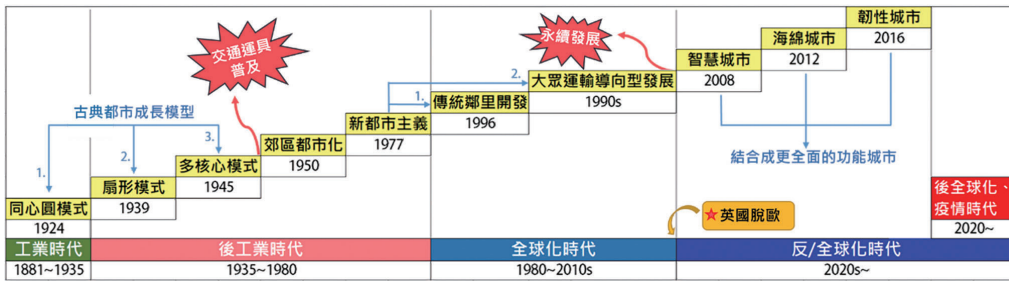 韌性城市
2016
海綿城市
2012
智慧城市
2008
永續發展
交通運具
普及
大眾運輸導向型發展
1990s
2.
1.
傳統鄰里開發
1996
新都市主義
1977
郊區都市化
1950
古典都市成長模型
1.
2.
3.
多核心模式
1945
扇形模式
1939
同心圓模式
1924
結合成更全面的功能城市
英國脫歐
後全球化、
疫情時代
2020~
工業時代
1881~1935
後工業時代
1935~1980
全球化時代
1980~2010s
反/全球化時代
2020s~